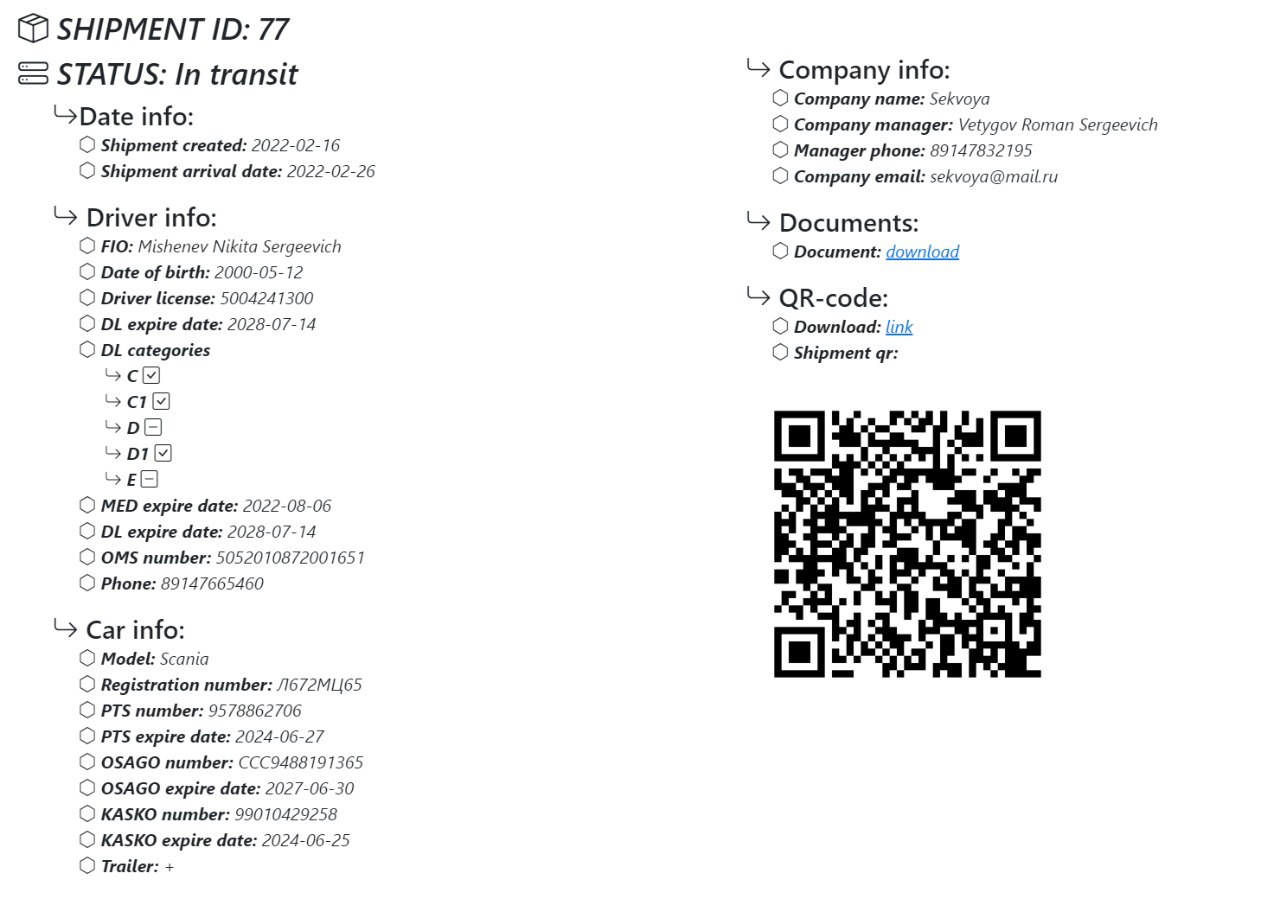 SHIPMENT ID: 77
STATUS: In transit
Date info:
Shipment created: 2022-02-16
Shipment arrival date: 2022-02-26
Driver info:
FIO: Mishenev Nikita Sergeevich
Date of birth: 2000-05-12
Driver license: 5004241300
DL expire date: 2028-07-14
DL categories
C
C1
D
D1
E
MED expire date: 2022-08-06
DL expire date: 2028-07-14
OMS number: 5052010872001651
Phone: 89147665460
Car info:
Model: Scania
Registration number: Л672МЦ65
PTS number: 9578862706
PTS expire date: 2024-06-27
OSAGO number: CCC9488191365
OSAGO expire date: 2027-06-30
KASKO number: 99010429258
KASKO expire date: 2024-06-25
Trailer: +
Company info:
Company name: Sekvoya
Company manager: Vetygov Roman Sergeevich
Manager phone: 89147832195
Company email: sekvoya@mail.ru
Documents:
Document: download
QR-code:
Download: link
Shipment qr: